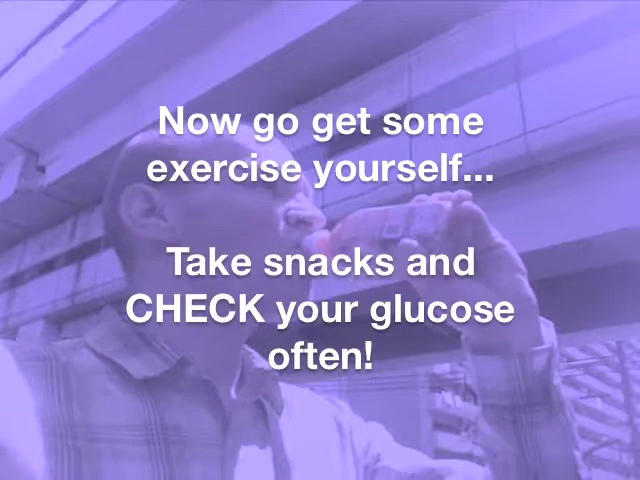 Now go get some
exercise yourself...
Take snacks and
CHECK your glucose
often!